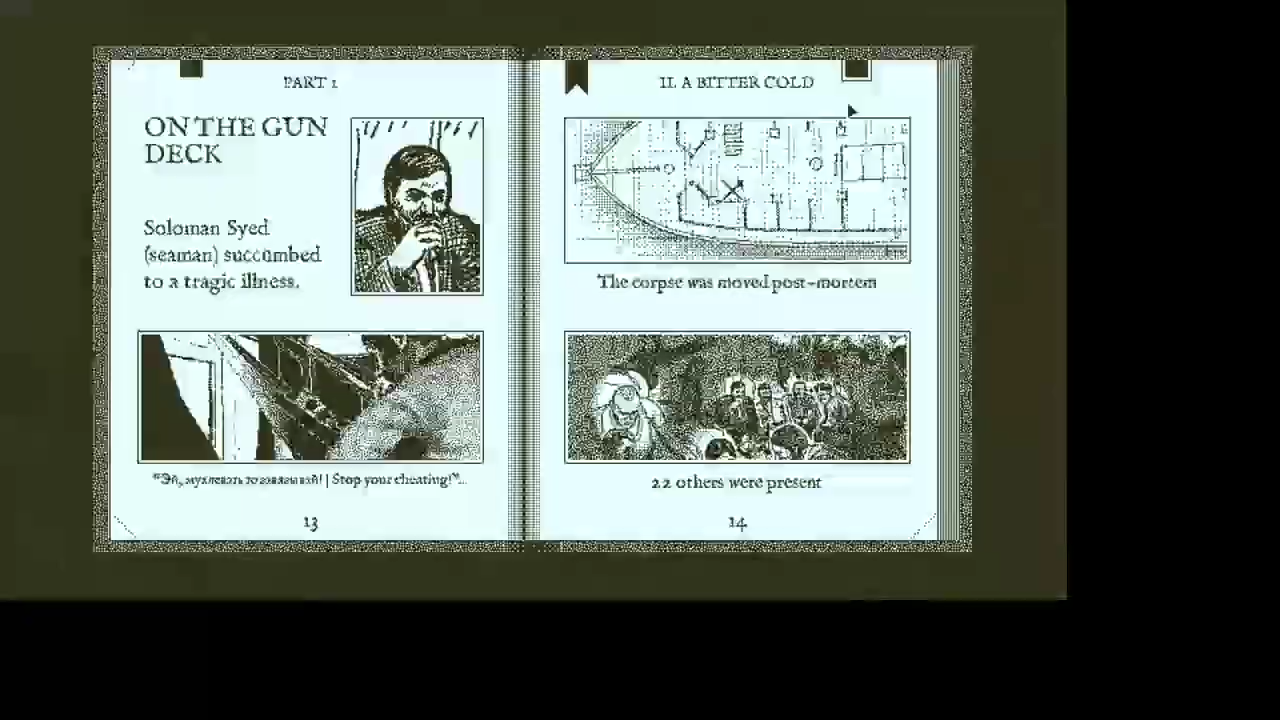 PART 1
ON THE GUN
DECK
Soloman Syed
(seaman) succumbed
to a tragic illness.
| Stop your cheating!"...
13
II. A BITTER COLD
The corpse was moved post-mortem
22 others were present
14